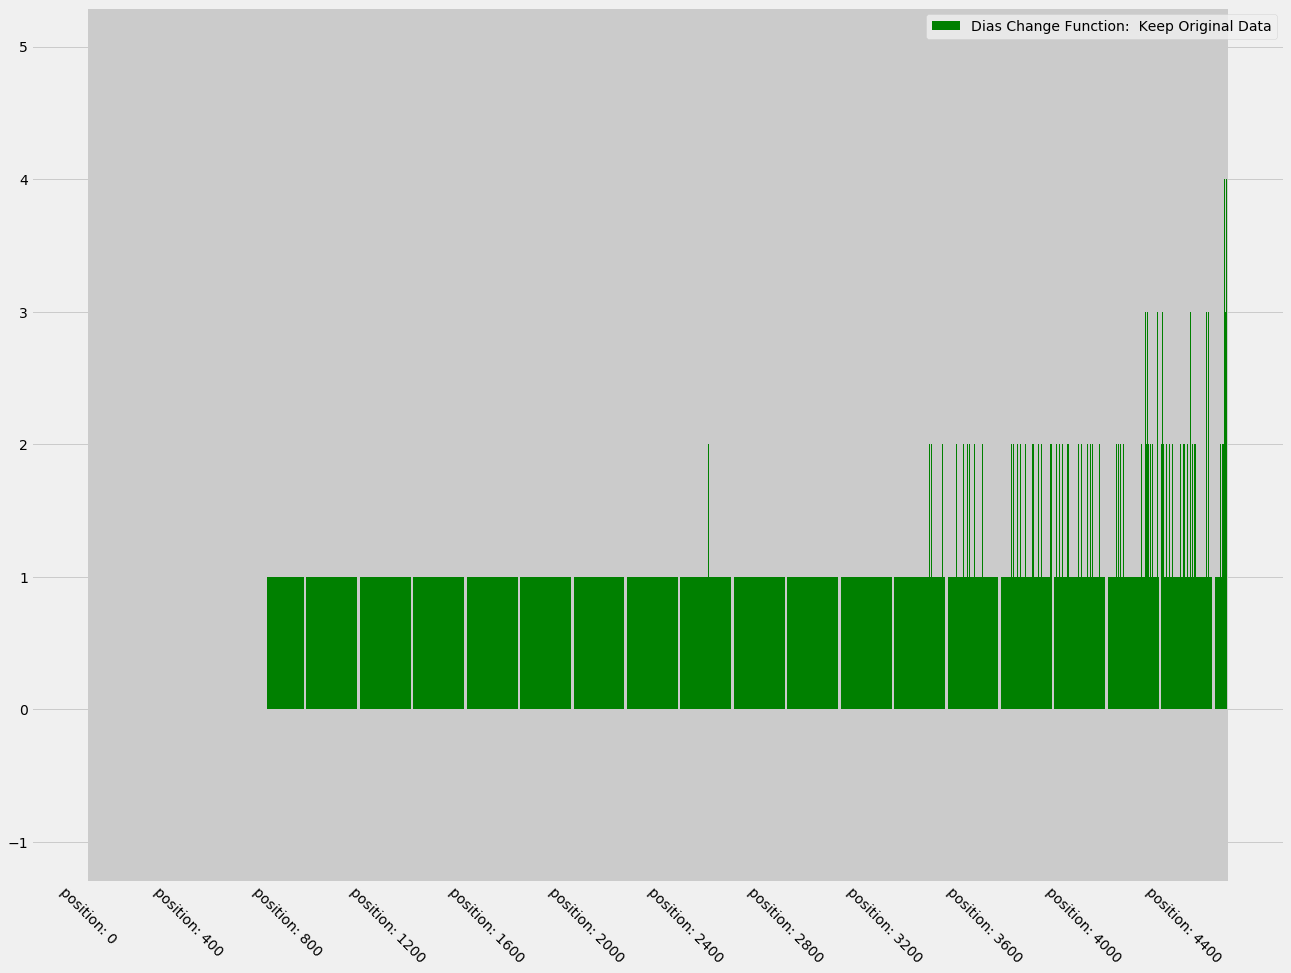 Dias Change Function:  Keep Original Data
5
4
3
2
1
0
−1
position: 0
position: 400
position: 800
position: 1200
position: 1600
position: 2000
position: 2400
position: 2800
position: 3200
position: 3600
position: 4000
position: 4400